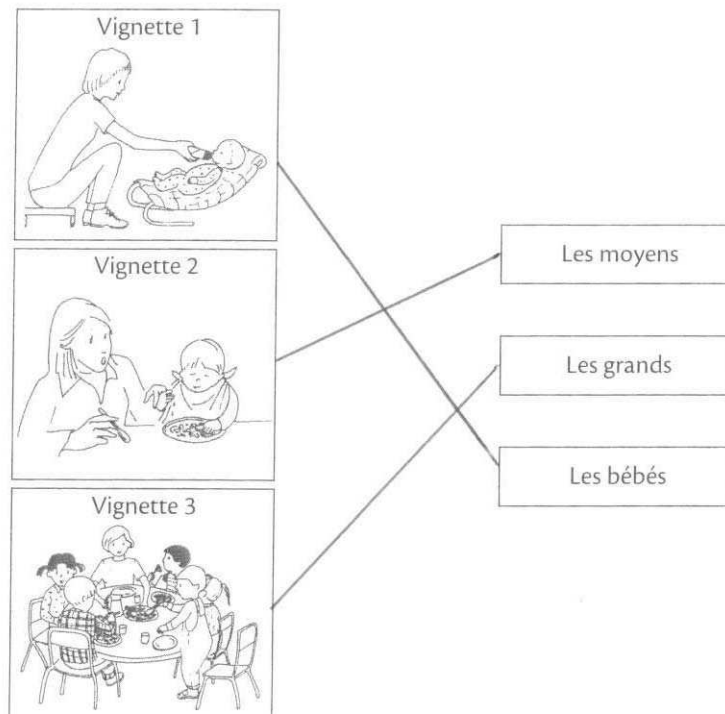 Vignette 1
Vignette 2
Vignette 3
Les moyens
Les grands
Les bébés